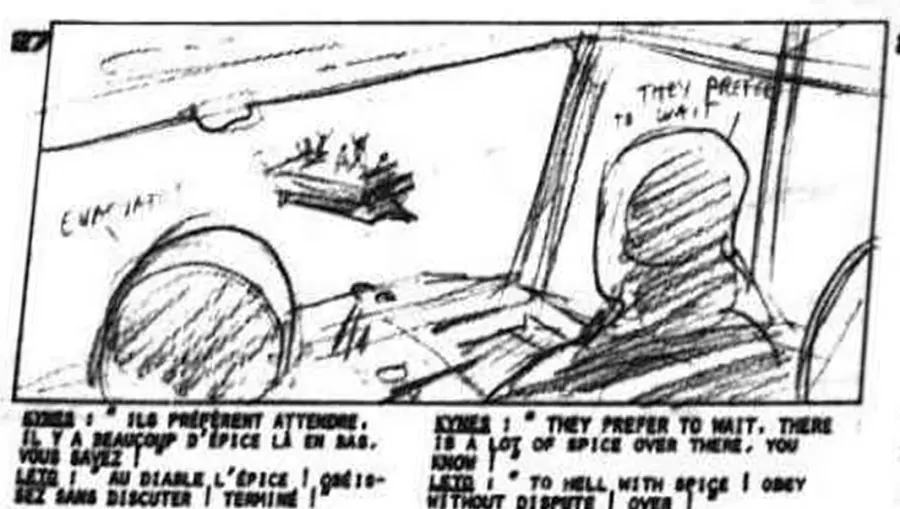 27
THEY PREFER
TO WAIT
EVACUATE!
KYNES : " ILS PRÉFÈRENT ATTENDRE.
IL Y A BEAUCOUP D'ÉPICE LÀ EN BAS,
VOUS SAVEZ ! "
LETO : " AU DIABLE L'ÉPICE ! OBÉIS-
SEZ SANS DISCUTER ! TERMINÉ ! "
KYNES : " THEY PREFER TO WAIT. THERE
IS A LOT OF SPICE OVER THERE, YOU
KNOW ! "
LETO : " TO HELL WITH SPICE ! OBEY
WITHOUT DISPUTE ! OVER ! "